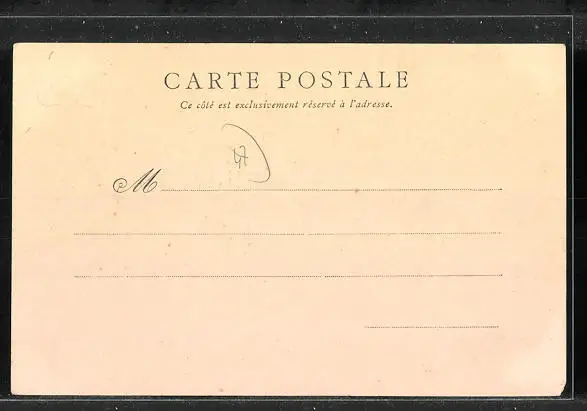 CARTE POSTALE
Ce côté est exclusivement réservé à l'adresse.
47
M